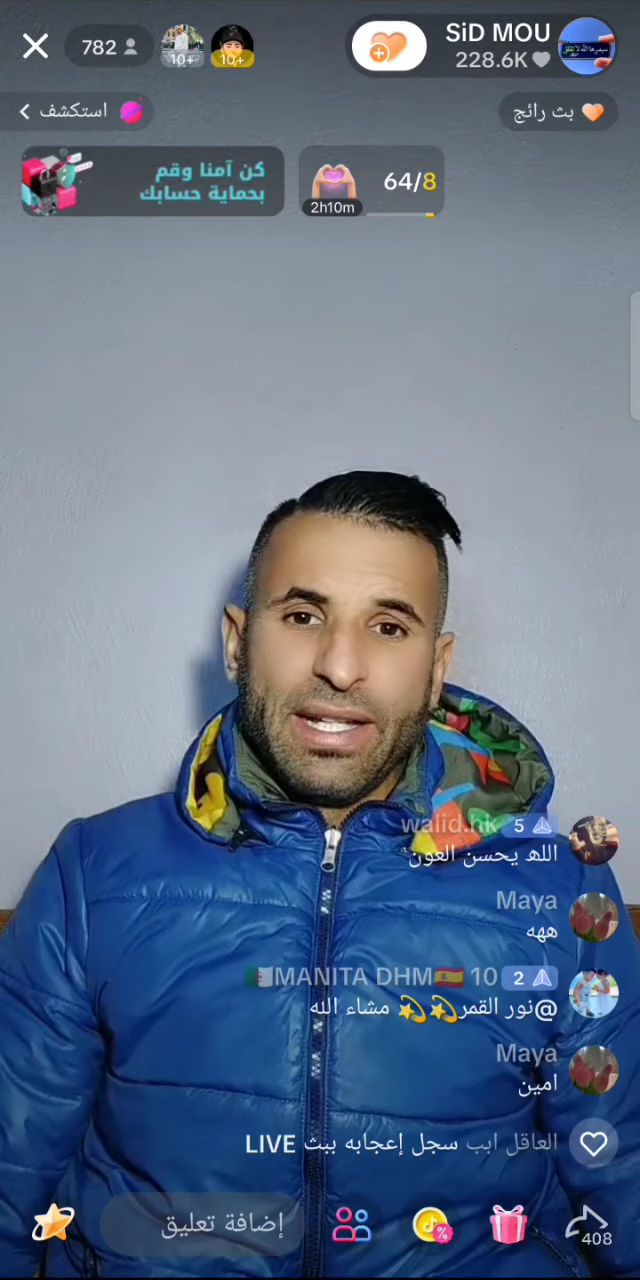 SiD MOU
228.6K
782
10+
10+
بث رائج
استكشف
64/8
2h10m
كن آمنا وقم
بحماية حسابك
walid.hk 5
الله يحسن العون
Maya
ههه
MANITA DHM 10 2
@نور القمر💫💫 مشاء الله
Maya
امين
العاقل ايب سجل إعجابه ببث LIVE
إضافة تعليق
408